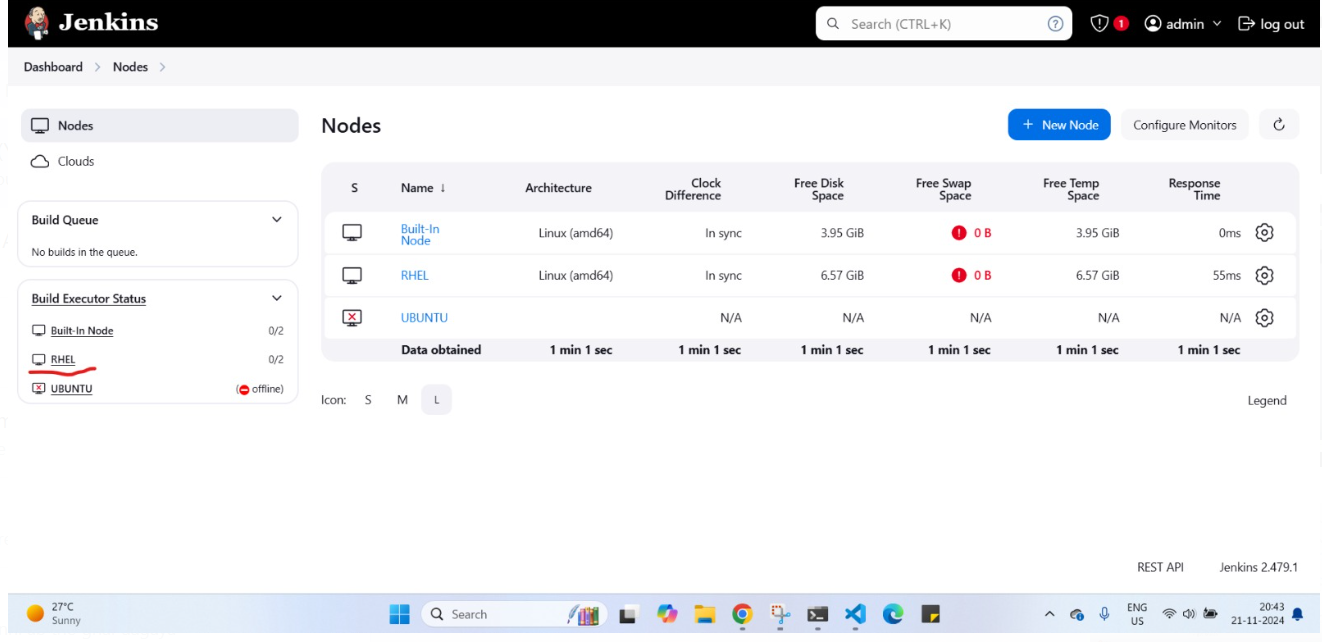 Jenkins
Search (CTRL+K)
1
admin
log out
Dashboard > Nodes >
Nodes
Clouds
Build Queue
No builds in the queue.
Build Executor Status
Built-In Node 0/2
RHEL 0/2
UBUNTU (offline)
Nodes
+ New Node
Configure Monitors
S Name ↓ Architecture Clock Difference Free Disk Space Free Swap Space Free Temp Space Response Time
Built-In Node Linux (amd64) In sync 3.95 GiB 0 B 3.95 GiB 0ms
RHEL Linux (amd64) In sync 6.57 GiB 0 B 6.57 GiB 55ms
UBUNTU N/A N/A N/A N/A N/A
Data obtained 1 min 1 sec 1 min 1 sec 1 min 1 sec 1 min 1 sec 1 min 1 sec 1 min 1 sec
Icon: S M L
Legend
REST API Jenkins 2.479.1
27°C
Sunny
Search
ENG
US
20:43
21-11-2024